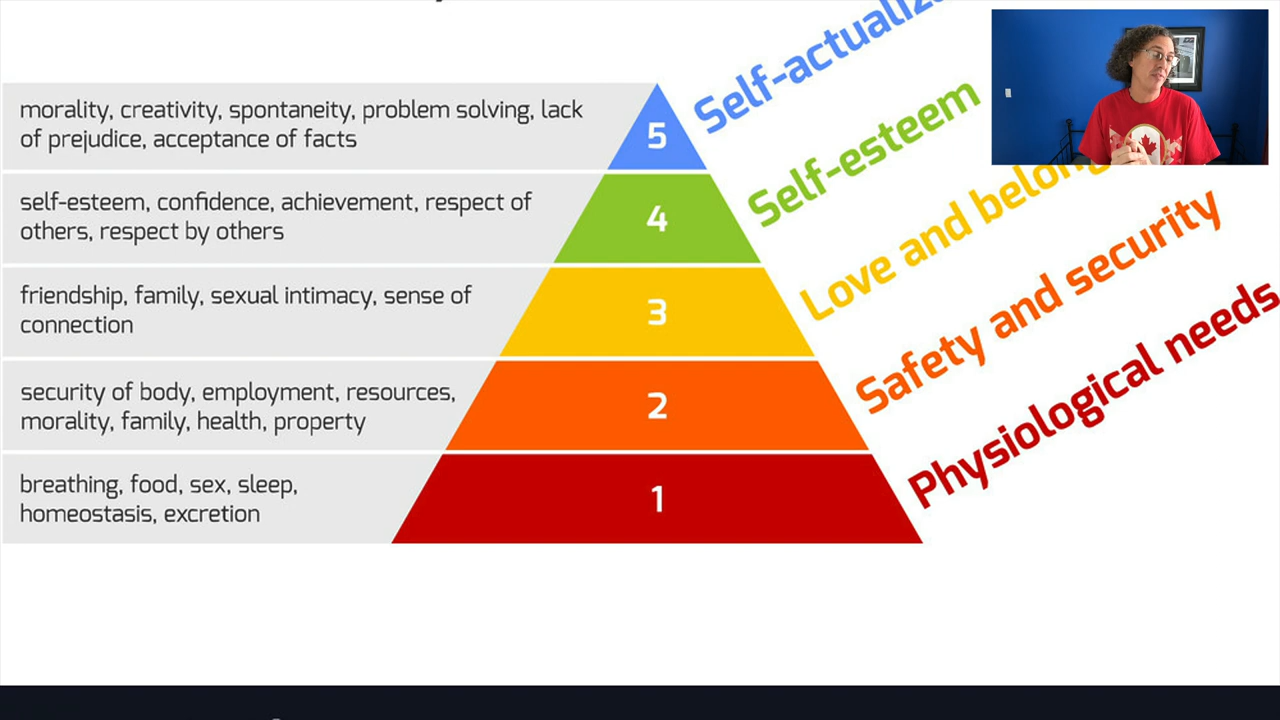 morality, creativity, spontaneity, problem solving, lack
of prejudice, acceptance of facts
5
self-esteem, confidence, achievement, respect of
others, respect by others
4
Self-esteem
friendship, family, sexual intimacy, sense of
connection
3
Love and
security of body, employment, resources,
morality, family, health, property
2
Safety and security
breathing, food, sex, sleep,
homeostasis, excretion
1
Physiological needs